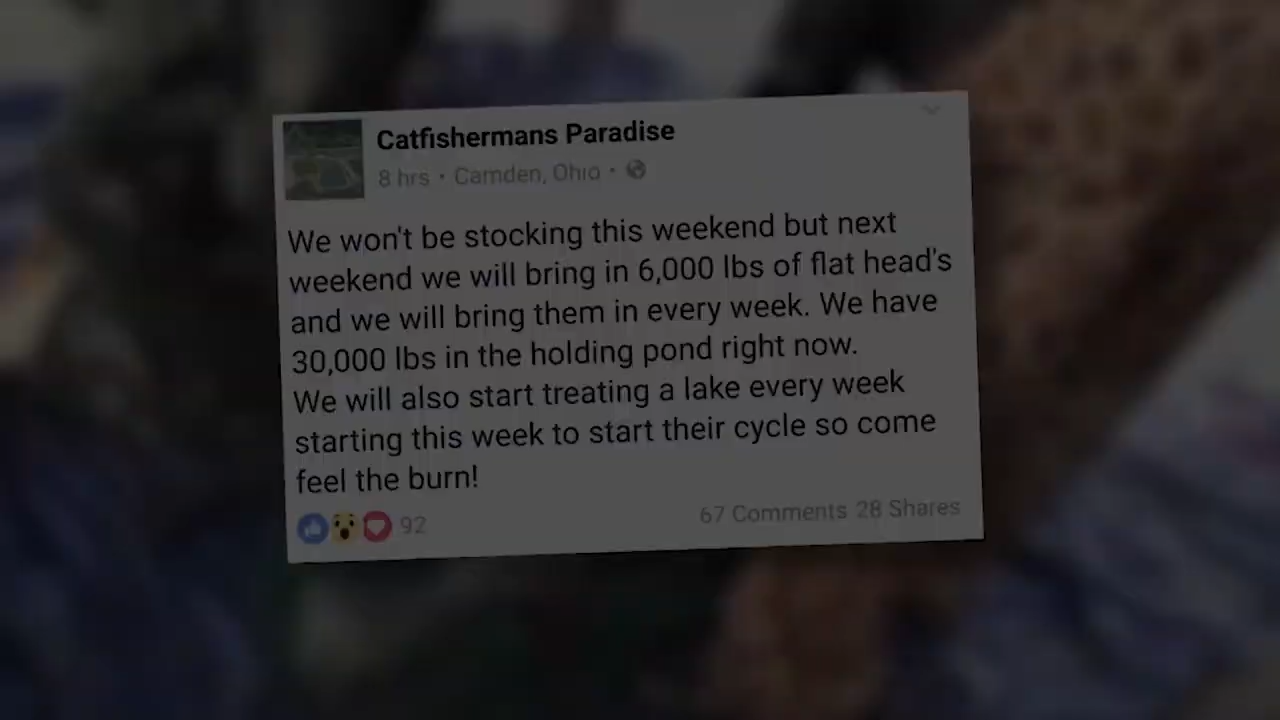 Catfishermans Paradise
8 hrs · Camden, Ohio ·
We won't be stocking this weekend but next
weekend we will bring in 6,000 lbs of flat head's
and we will bring them in every week. We have
30,000 lbs in the holding pond right now.
We will also start treating a lake every week
starting this week to start their cycle so come
feel the burn!
92
67 Comments 28 Shares